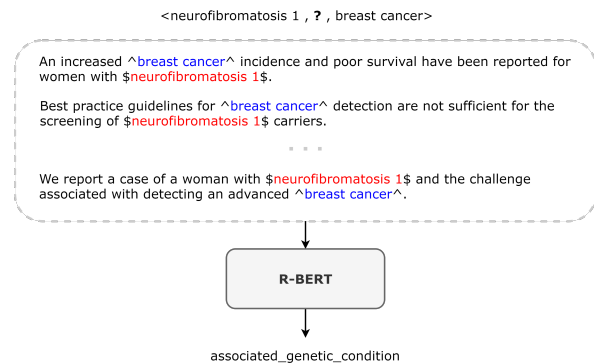 <neurofibromatosis 1 , ? , breast cancer>
An increased ^breast cancer^ incidence and poor survival have been reported for
women with $neurofibromatosis 1$.
Best practice guidelines for ^breast cancer^ detection are not sufficient for the
screening of $neurofibromatosis 1$ carriers.
. . .
We report a case of a woman with $neurofibromatosis 1$ and the challenge
associated with detecting an advanced ^breast cancer^.
R-BERT
associated_genetic_condition